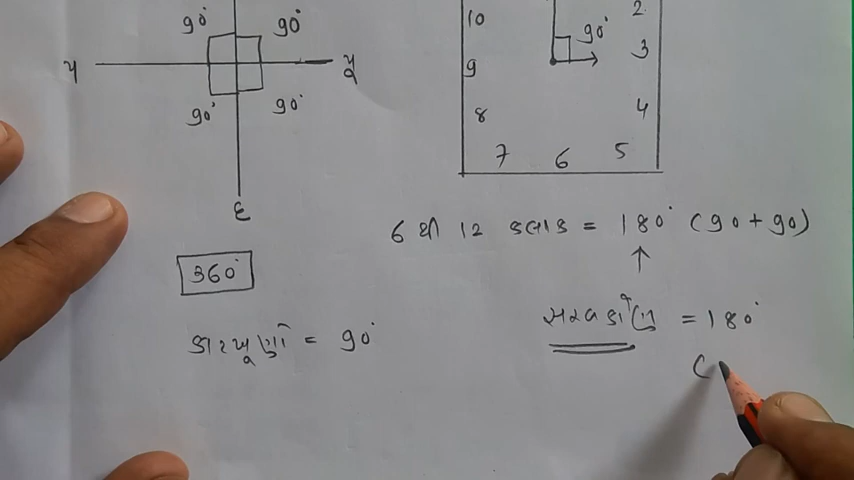 90° 90°
પ પૂ
90° 90°
દ
360°
કાટખૂણો = 90°
10 2
9 90° 3
8 4
7 6 5
6 થી 12 કલાક = 180° (90 + 90)
↑
સરળકોણ = 180°
(